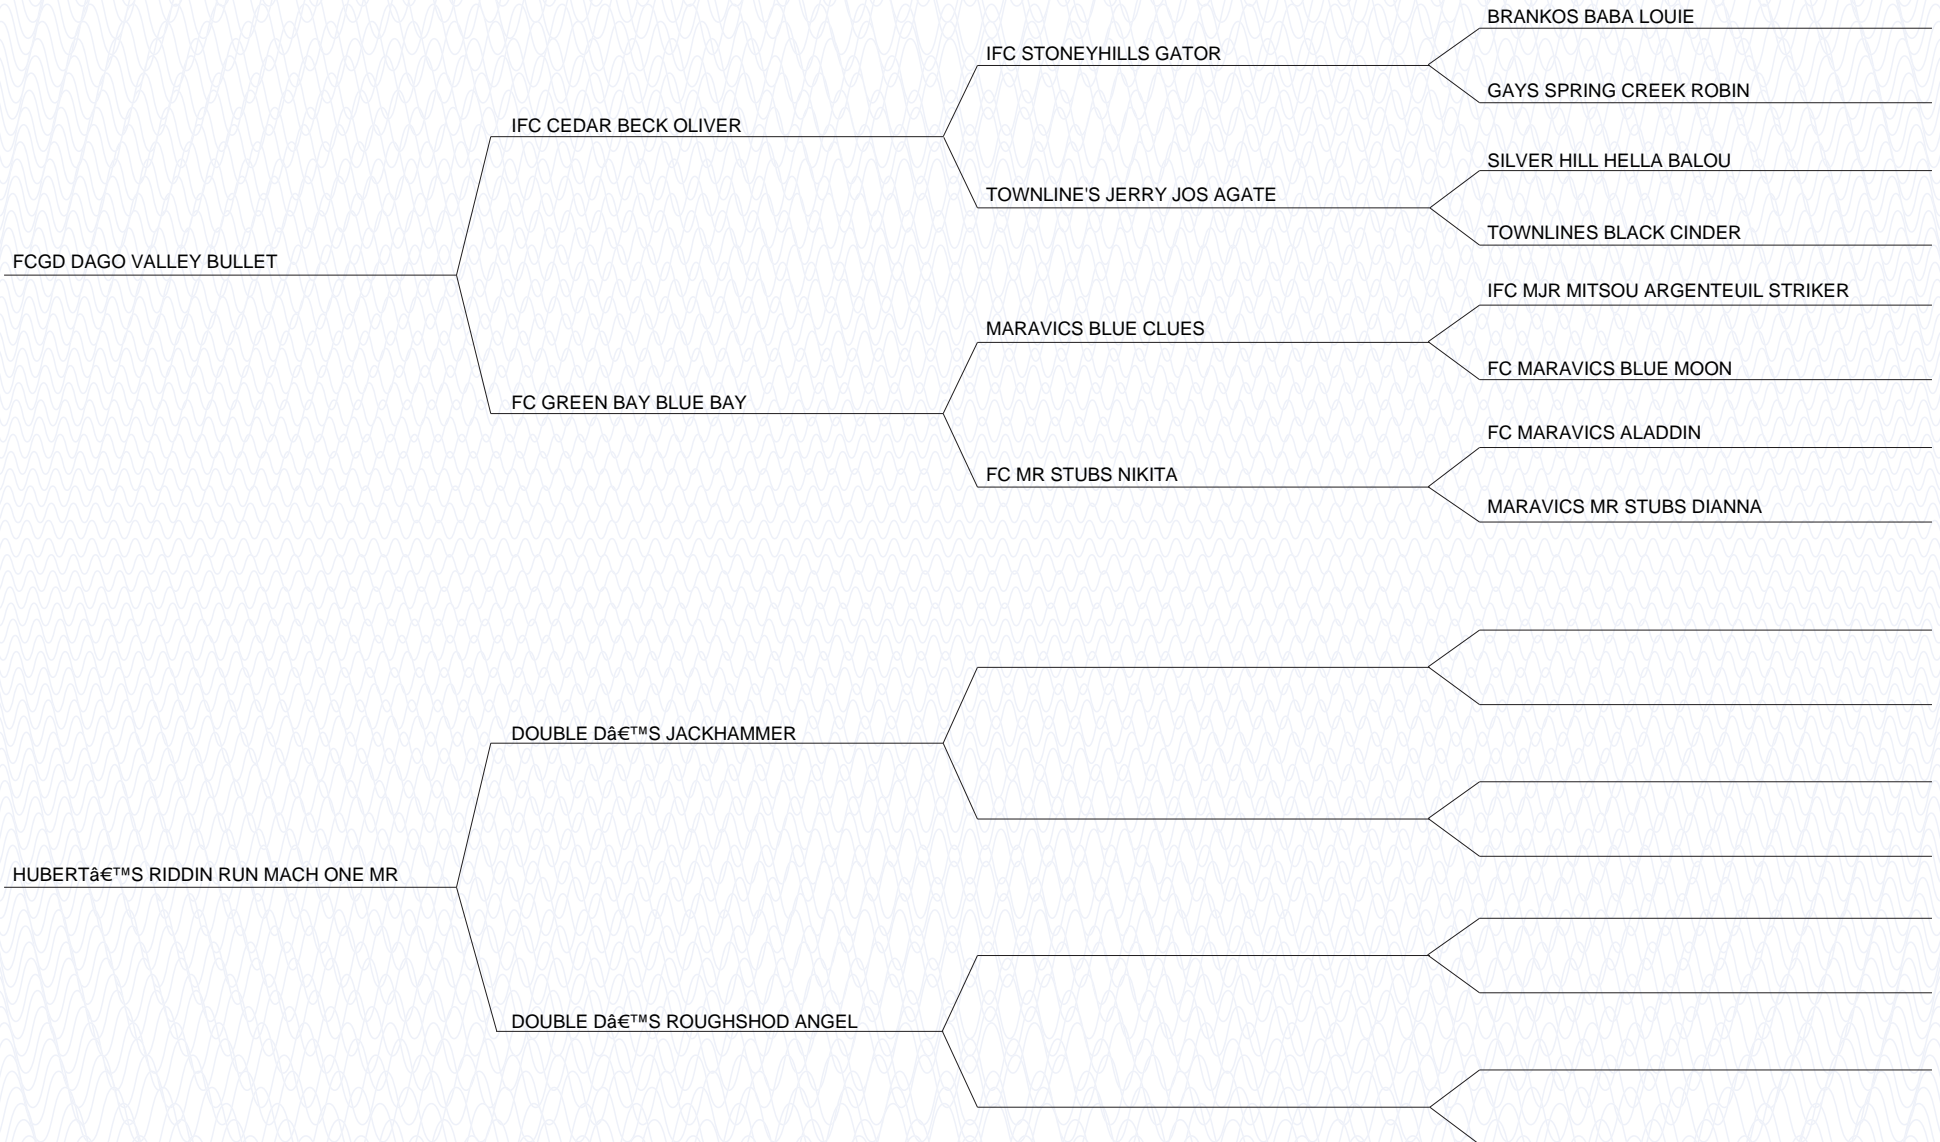 BRANKOS BABA LOUIE
IFC STONEYHILLS GATOR
GAYS SPRING CREEK ROBIN
IFC CEDAR BECK OLIVER
SILVER HILL HELLA BALOU
TOWNLINE'S JERRY JOS AGATE
TOWNLINES BLACK CINDER
FCGD DAGO VALLEY BULLET
IFC MJR MITSOU ARGENTEUIL STRIKER
MARAVICS BLUE CLUES
FC MARAVICS BLUE MOON
FC GREEN BAY BLUE BAY
FC MARAVICS ALADDIN
FC MR STUBS NIKITA
MARAVICS MR STUBS DIANNA
DOUBLE Dâ€™S JACKHAMMER
HUBERTâ€™S RIDDIN RUN MACH ONE MR
DOUBLE Dâ€™S ROUGHSHOD ANGEL